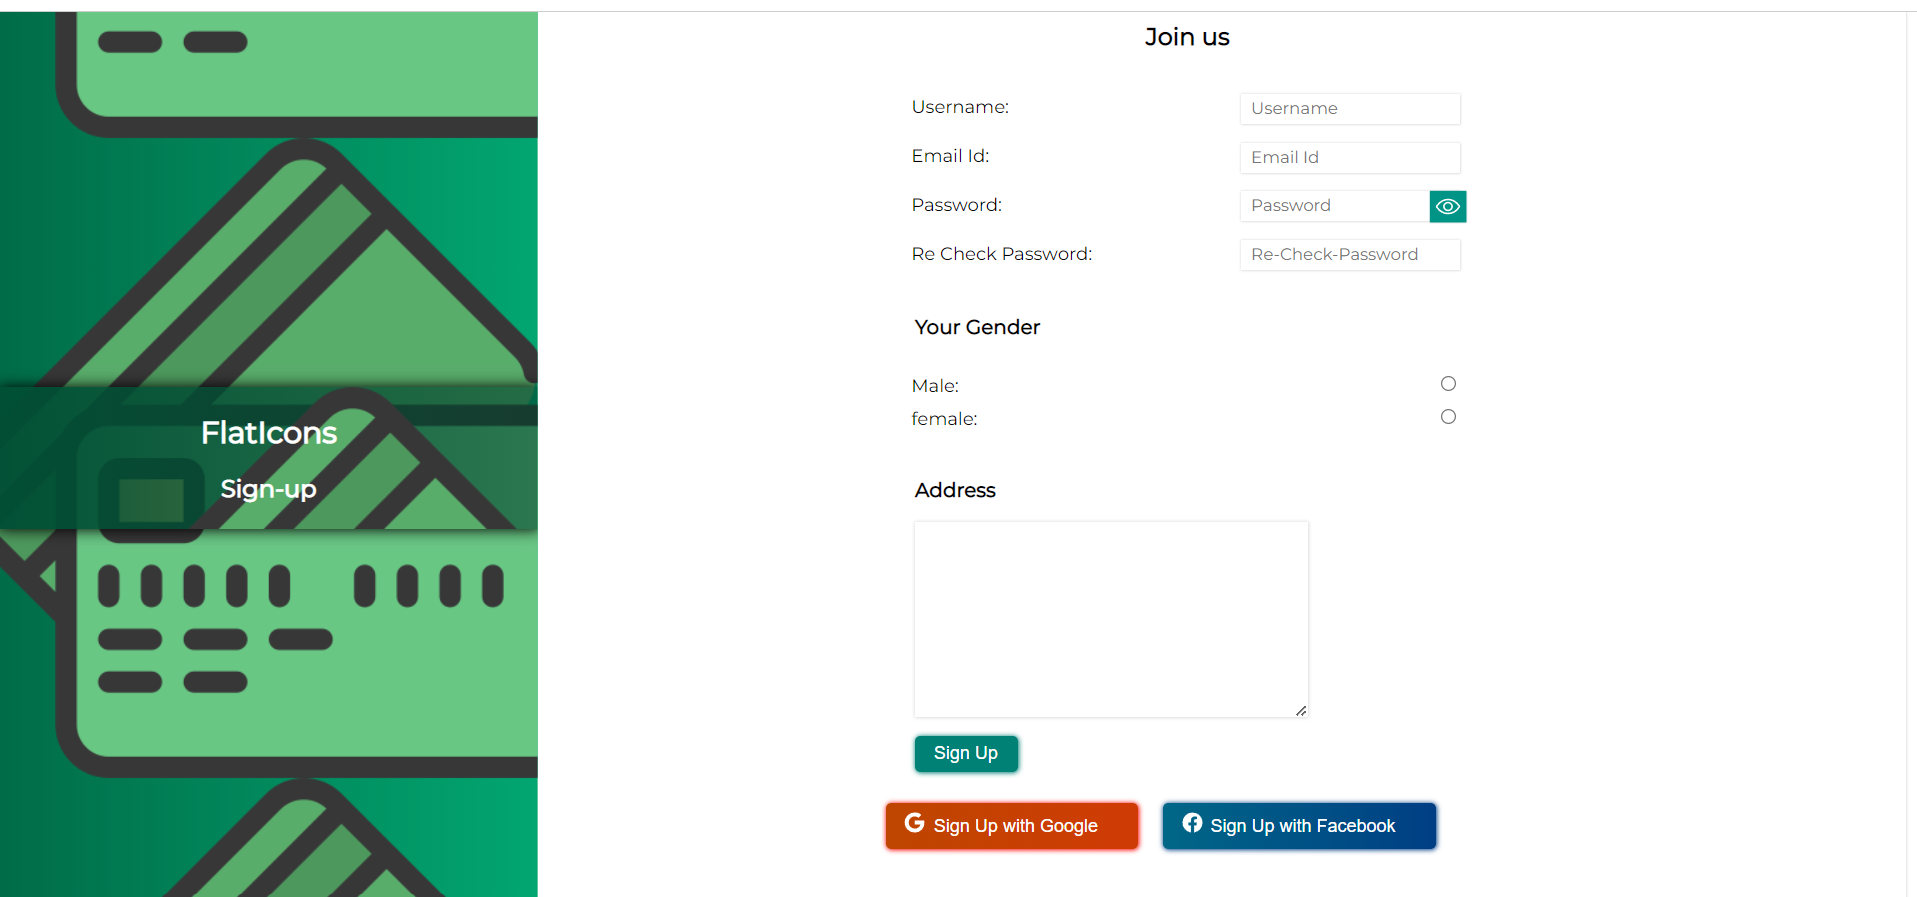 FlatIcons
Sign-up
Join us
Username: Username
Email Id: Email Id
Password: Password
Re Check Password: Re-Check-Password
Your Gender
Male:
female:
Address
Sign Up
Sign Up with Google Sign Up with Facebook